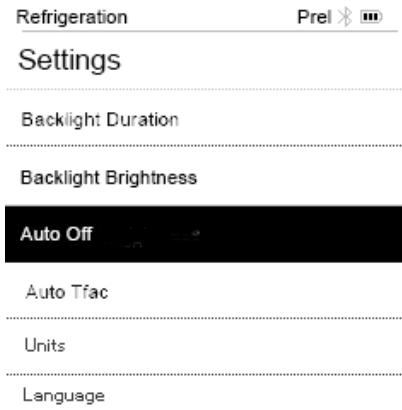 Refrigeration Prel
Settings
Backlight Duration
Backlight Brightness
Auto Off
Auto Tfac
Units
Language